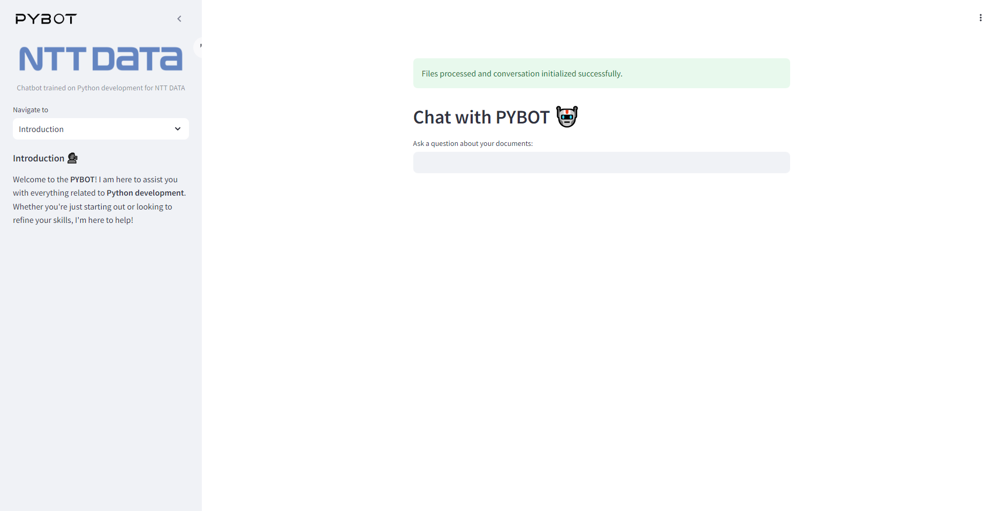 PYBOT
NTT DATA
Chatbot trained on Python development for NTT DATA
Navigate to
Introduction
Introduction
Welcome to the PYBOT! I am here to assist you
with everything related to Python development.
Whether you're just starting out or looking to
refine your skills, I'm here to help!
Files processed and conversation initialized successfully.
Chat with PYBOT
Ask a question about your documents: